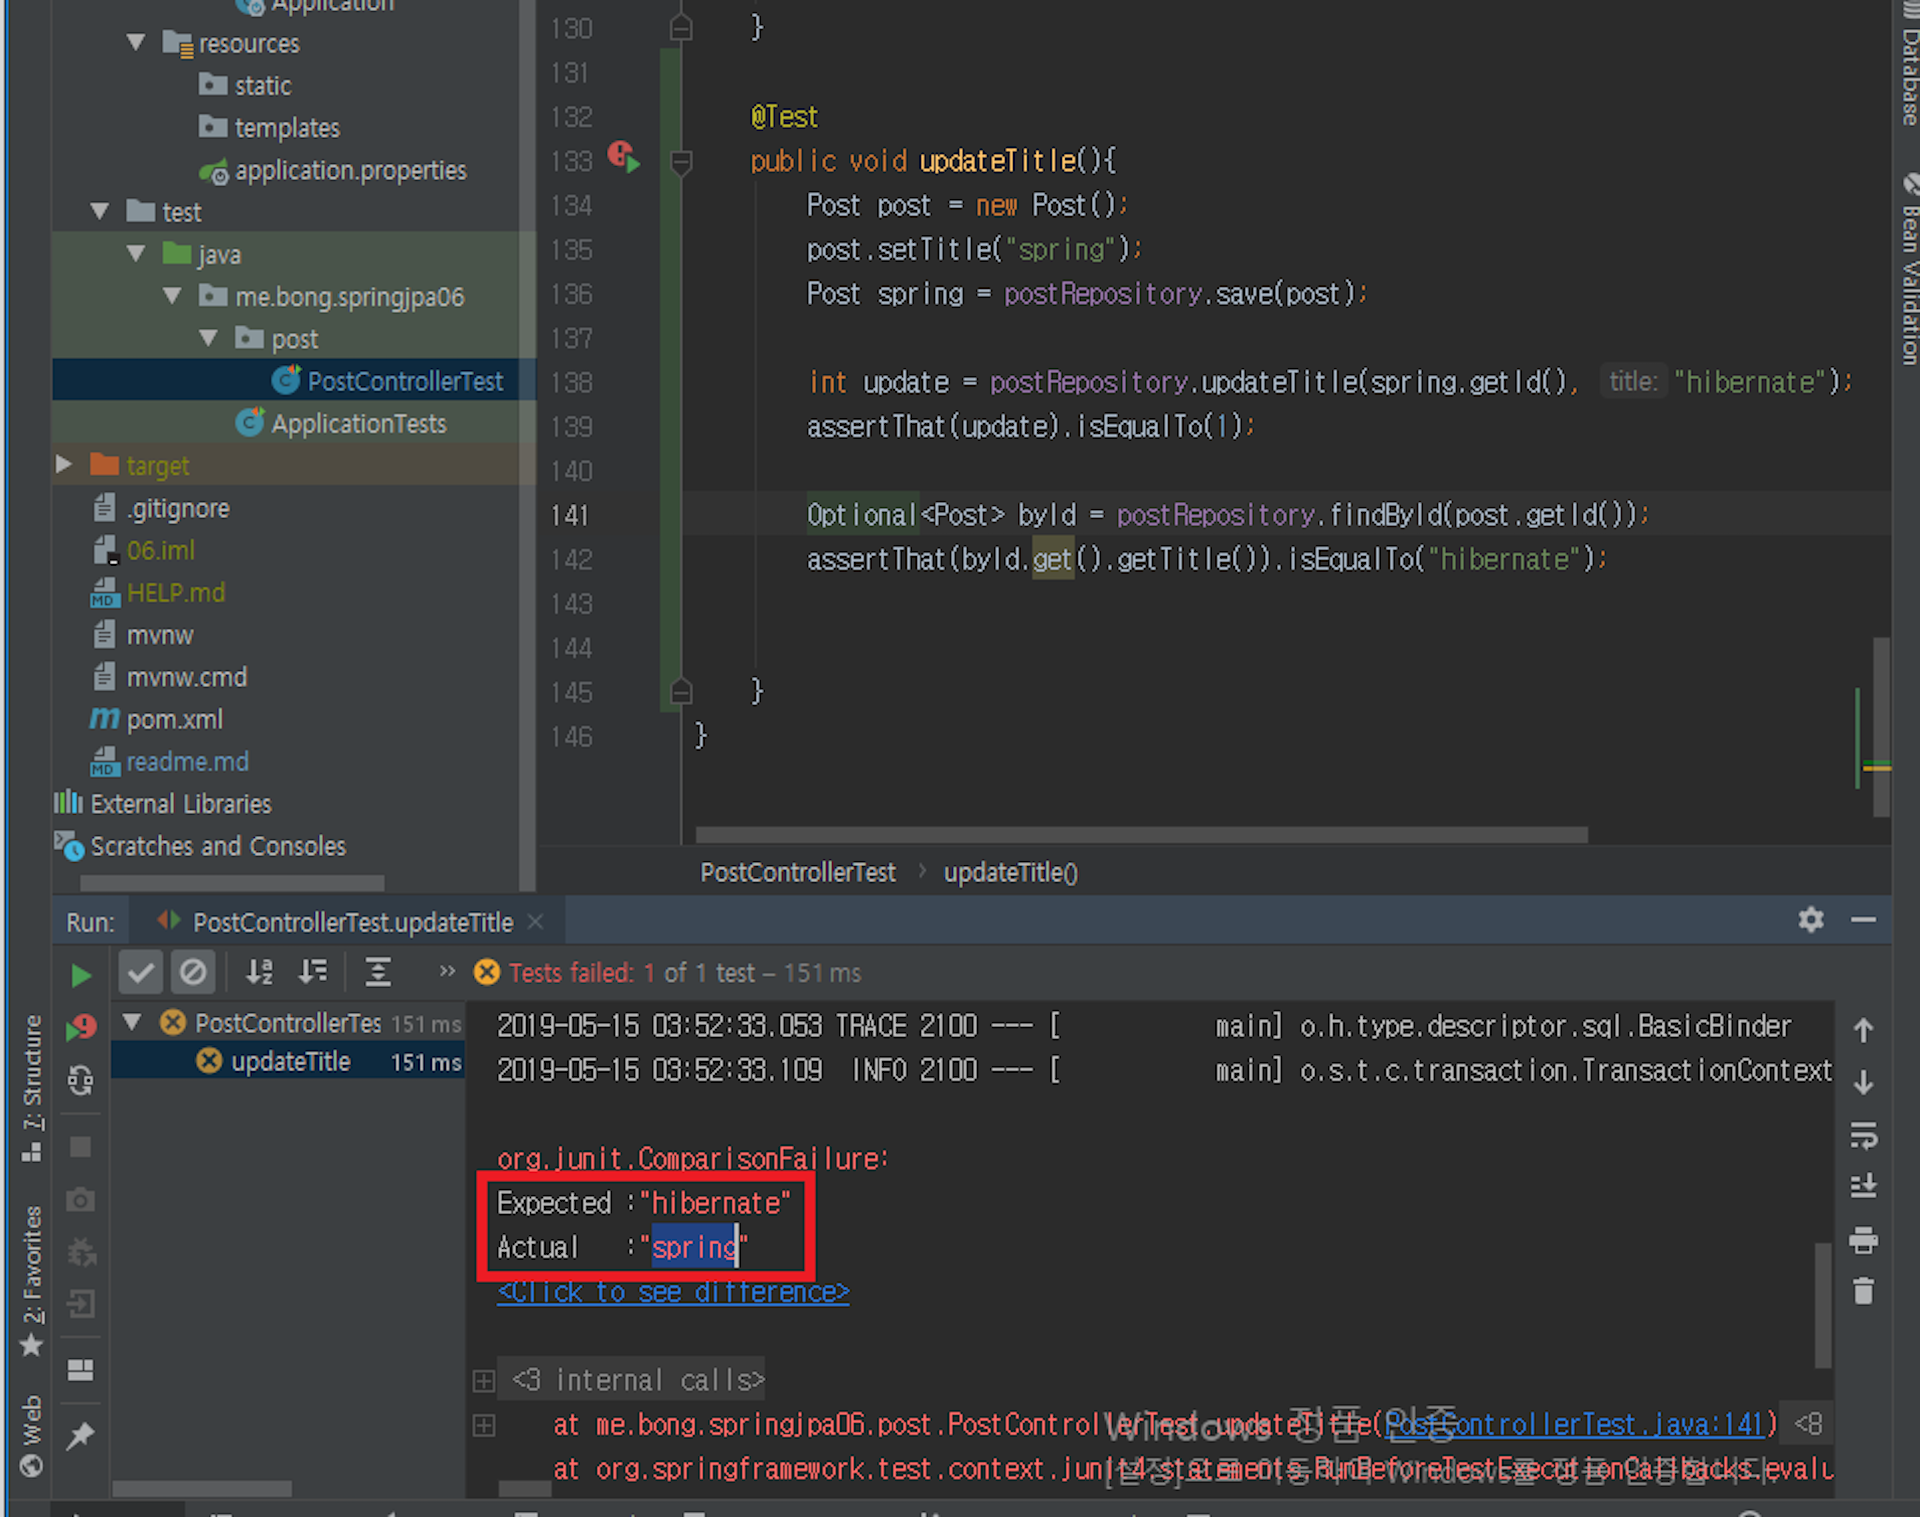 Application
resources
static
templates
application.properties
test
java
me.bong.springjpa06
post
PostControllerTest
ApplicationTests
target
.gitignore
06.iml
HELP.md
mvnw
mvnw.cmd
pom.xml
readme.md
External Libraries
Scratches and Consoles
130 }
131
132 @Test
133 public void updateTitle(){
134 Post post = new Post();
135 post.setTitle("spring");
136 Post spring = postRepository.save(post);
137
138 int update = postRepository.updateTitle(spring.getId(), title: "hibernate");
139 assertThat(update).isEqualTo(1);
140
141 Optional<Post> byId = postRepository.findById(post.getId());
142 assertThat(byId.get().getTitle()).isEqualTo("hibernate");
143
144
145 }
146 }
PostControllerTest › updateTitle()
Database
Bean Validation
Run: PostControllerTest.updateTitle
» Tests failed: 1 of 1 test – 151 ms
PostControllerTes 151 ms
updateTitle 151 ms
2019-05-15 03:52:33.053 TRACE 2100 --- [ main] o.h.type.descriptor.sql.BasicBinder
2019-05-15 03:52:33.109 INFO 2100 --- [ main] o.s.t.c.transaction.TransactionContext
org.junit.ComparisonFailure:
Expected :"hibernate"
Actual :"spring"
<Click to see difference>
<3 internal calls>
at me.bong.springjpa06.post.PostControllerTest.updateTitle(PostControllerTest.java:141) <8
at org.springframework.test.context.junit4.statements.RunBeforeTestExecutionCallbacks.evalu
Windows 정품 인증
[설정]으로 이동하여 Windows를 정품 인증합니다.
7: Structure
2: Favorites
Web